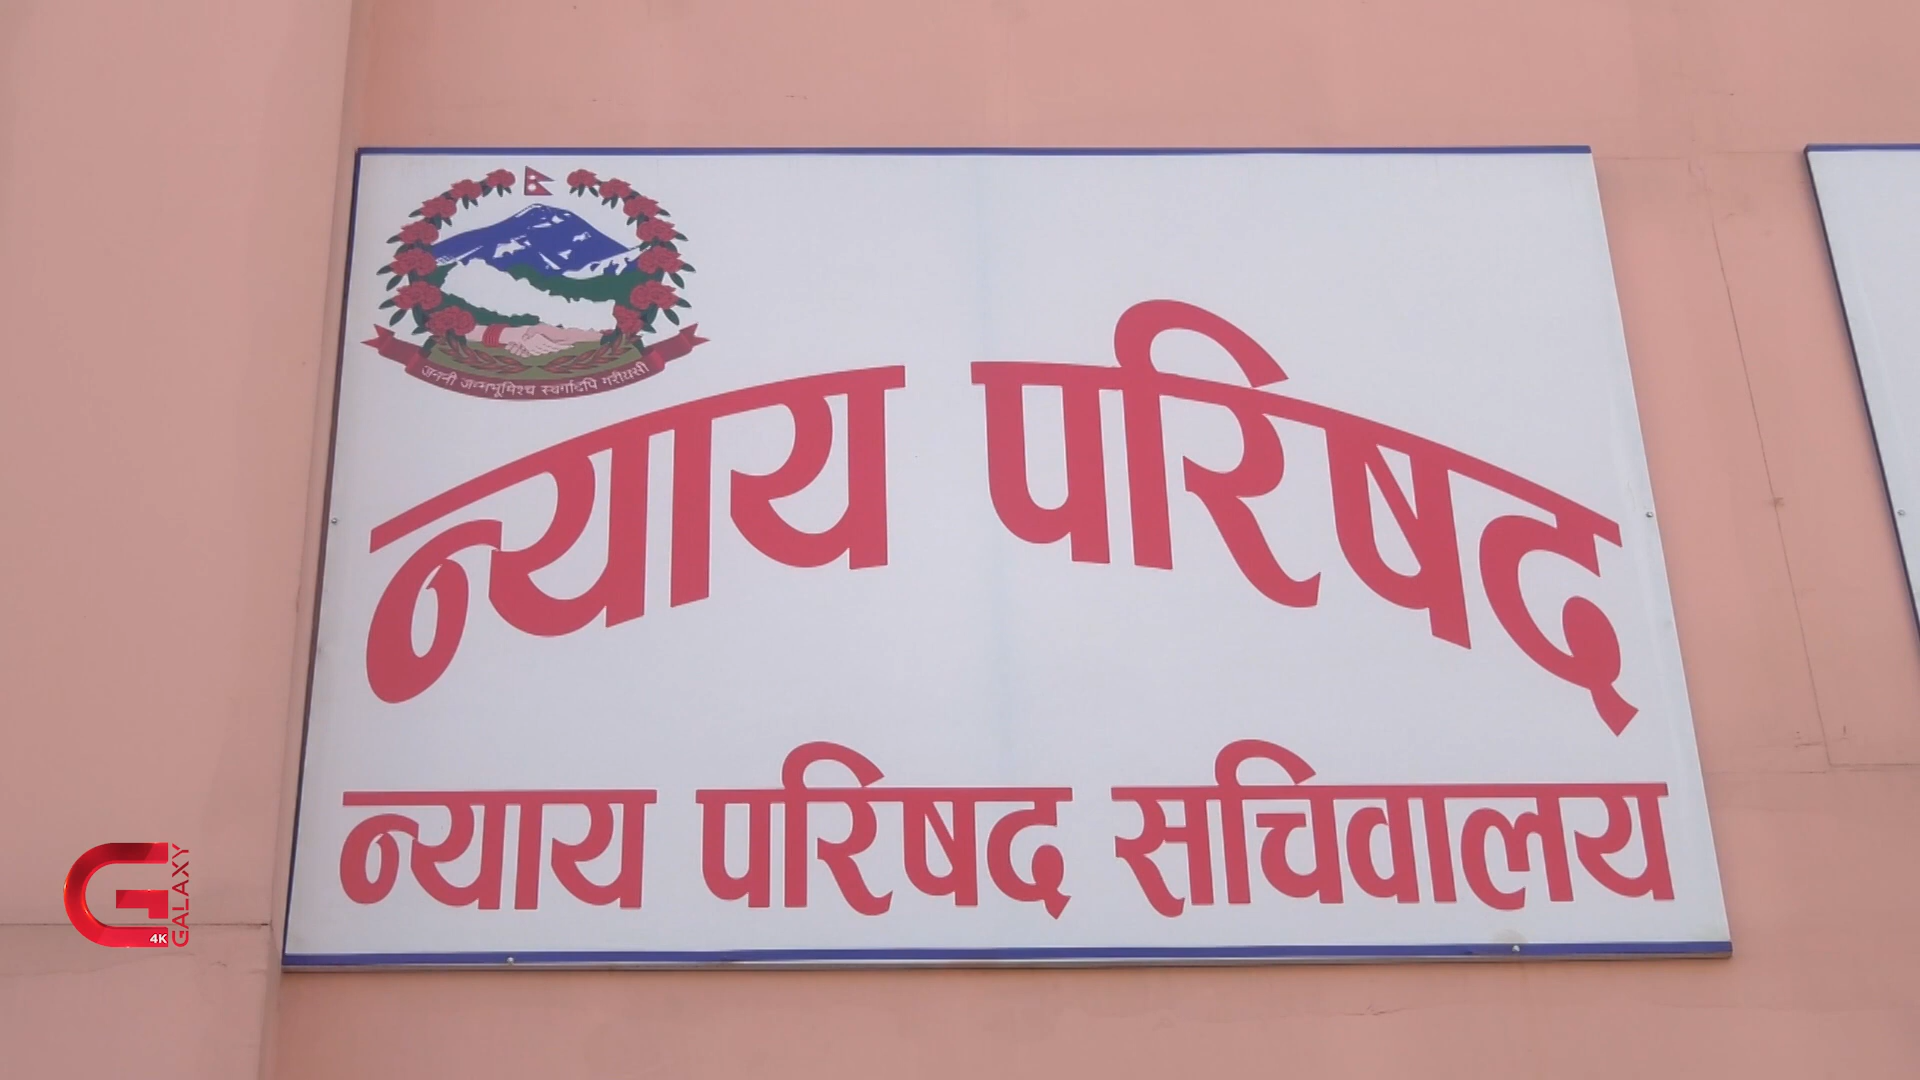 जननी जन्मभूमिश्च स्वर्गादपि गरीयसी
न्याय परिषद
न्याय परिषद सचिवालय
G
4K
GALAXY